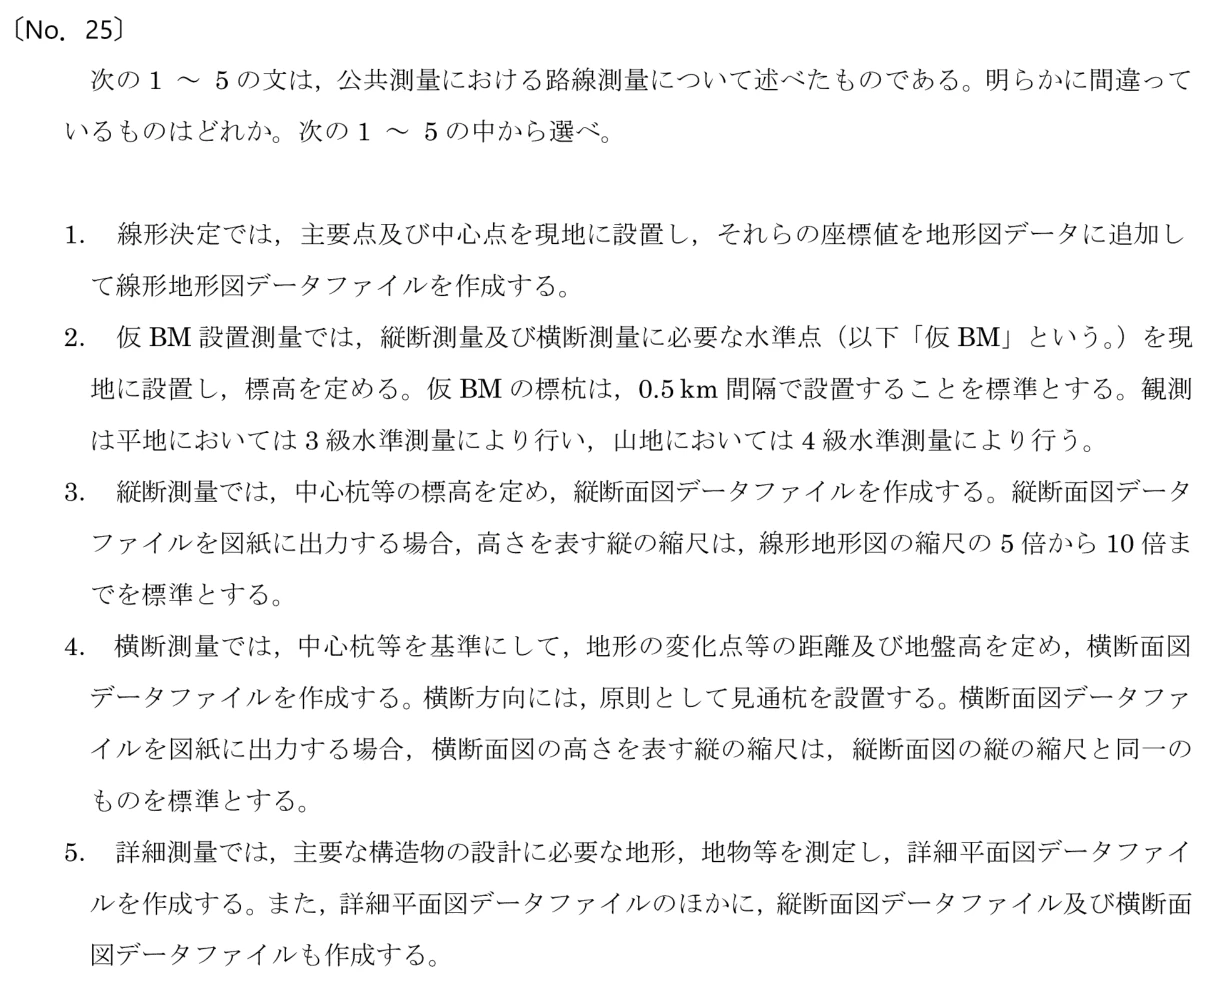 〔No. 25〕
次の 1 ～ 5 の文は，公共測量における路線測量について述べたものである。明らかに間違って
いるものはどれか。次の 1 ～ 5 の中から選べ。
1. 線形決定では，主要点及び中心点を現地に設置し，それらの座標値を地形図データに追加し
て線形地形図データファイルを作成する。
2. 仮 BM 設置測量では，縦断測量及び横断測量に必要な水準点（以下「仮 BM」という。）を現
地に設置し，標高を定める。仮 BM の標杭は，0.5 km 間隔で設置することを標準とする。観測
は平地においては 3 級水準測量により行い，山地においては 4 級水準測量により行う。
3. 縦断測量では，中心杭等の標高を定め，縦断面図データファイルを作成する。縦断面図データ
ファイルを図紙に出力する場合，高さを表す縦の縮尺は，線形地形図の縮尺の 5 倍から 10 倍ま
でを標準とする。
4. 横断測量では，中心杭等を基準にして，地形の変化点等の距離及び地盤高を定め，横断面図
データファイルを作成する。横断方向には，原則として見通杭を設置する。横断面図データファ
イルを図紙に出力する場合，横断面図の高さを表す縦の縮尺は，縦断面図の縦の縮尺と同一の
ものを標準とする。
5. 詳細測量では，主要な構造物の設計に必要な地形，地物等を測定し，詳細平面図データファイ
ルを作成する。また，詳細平面図データファイルのほかに，縦断面図データファイル及び横断面
図データファイルも作成する。